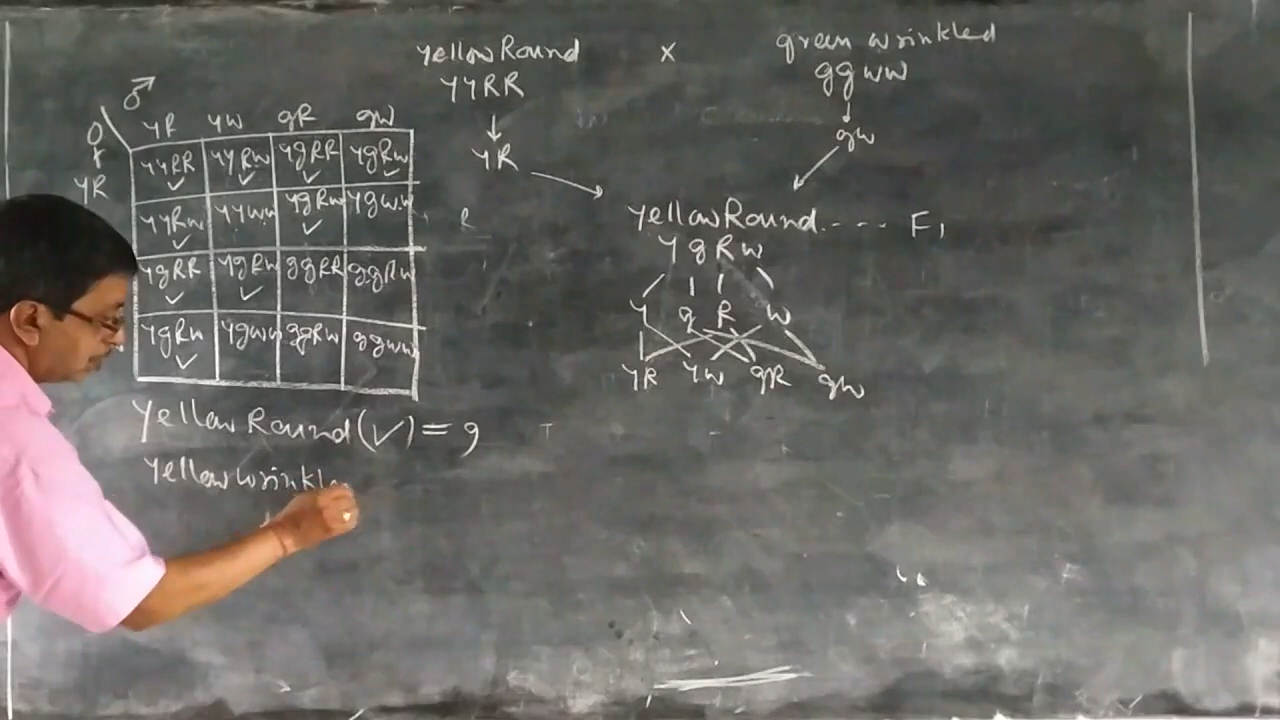 yellow Round x green wrinkled
YYRR ggww
YR gw
yellow Round ---- F1
YgRw
Y g R w
YR Yw gR gw
♂
YR Yw gR gw
♀
YR
YYRR ✓ YYRw ✓ YgRR ✓ YgRw ✓
YYRw ✓ YYww YgRw ✓ Ygww
YgRR ✓ YgRw ✓ ggRR ggRw
YgRw ✓ Ygww ggRw ggww
Yellow Round (✓) = 9
Yellow wrinkle